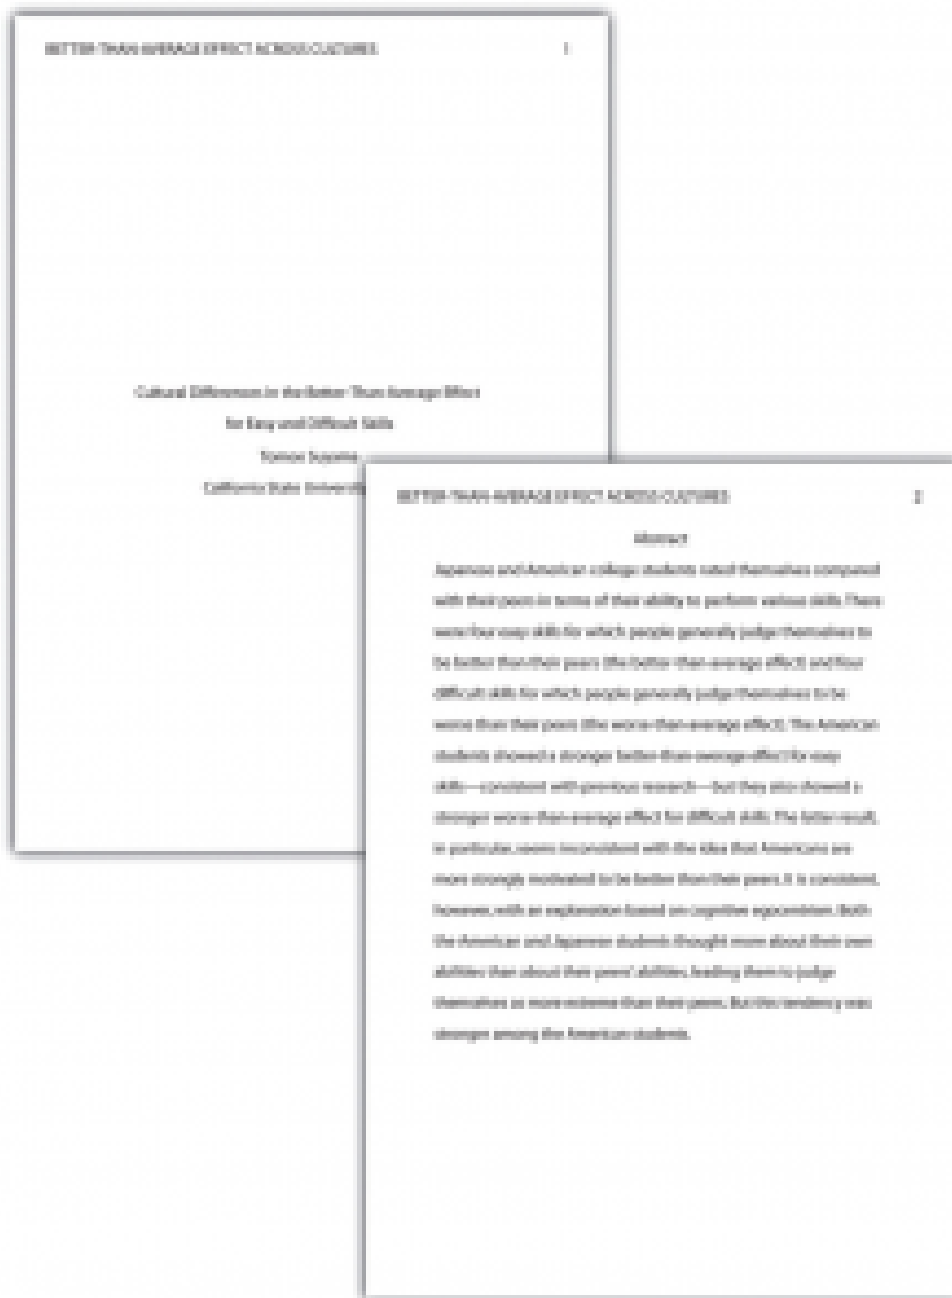 BETTER-THAN-AVERAGE EFFECT ACROSS CULTURES 1
Cultural Differences in the Better-Than-Average Effect
for Easy and Difficult Skills
Tomoe Suyama
California State University
BETTER-THAN-AVERAGE EFFECT ACROSS CULTURES 2
Abstract
Japanese and American college students rated themselves compared
with their peers in terms of their ability to perform various skills. There
were four easy skills for which people generally judge themselves to
be better than their peers (the better-than-average effect) and four
difficult skills for which people generally judge themselves to be
worse than their peers (the worse-than-average effect). The American
students showed a stronger better-than-average effect for easy
skills—consistent with previous research—but they also showed a
stronger worse-than-average effect for difficult skills. The latter result,
in particular, seems inconsistent with the idea that Americans are
more strongly motivated to be better than their peers. It is consistent,
however, with an explanation based on cognitive egocentrism. Both
the American and Japanese students thought more about their own
abilities than about their peers' abilities, leading them to judge
themselves as more extreme than their peers. But this tendency was
stronger among the American students.